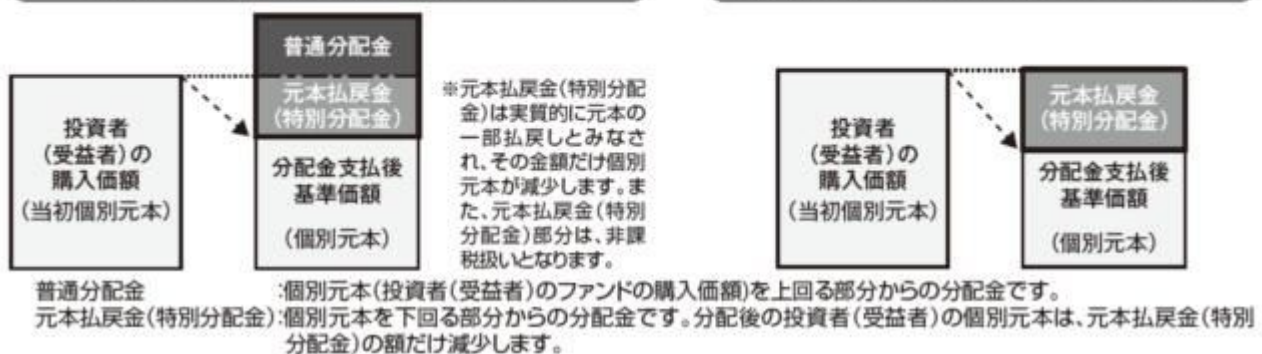 普通分配金
元本払戻金
(特別分配金)
投資者
(受益者)の
購入価額
(当初個別元本)
分配金支払後
基準価額
(個別元本)
※元本払戻金(特別分配
金)は実質的に元本の
一部払戻しとみなさ
れ、その金額だけ個別
元本が減少します。ま
た、元本払戻金(特別
分配金)部分は、非課
税扱いとなります。
投資者
(受益者)の
購入価額
(当初個別元本)
元本払戻金
(特別分配金)
分配金支払後
基準価額
(個別元本)
普通分配金 :個別元本(投資者(受益者)のファンドの購入価額)を上回る部分からの分配金です。
元本払戻金(特別分配金):個別元本を下回る部分からの分配金です。分配後の投資者(受益者)の個別元本は、元本払戻金(特別
分配金)の額だけ減少します。